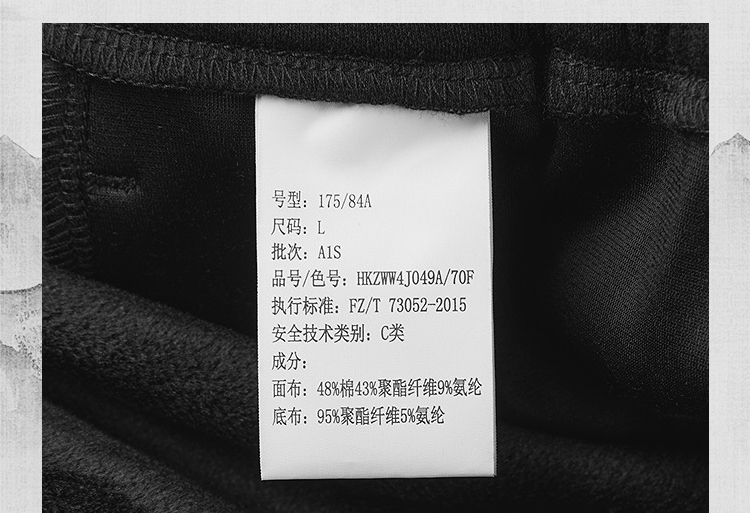 号型：175/84A
尺码：L
批次：A1S
品号/色号：HKZWW4J049A/70F
执行标准：FZ/T 73052-2015
安全技术类别：C类
成分：
面布：48%棉43%聚酯纤维9%氨纶
底布：95%聚酯纤维5%氨纶